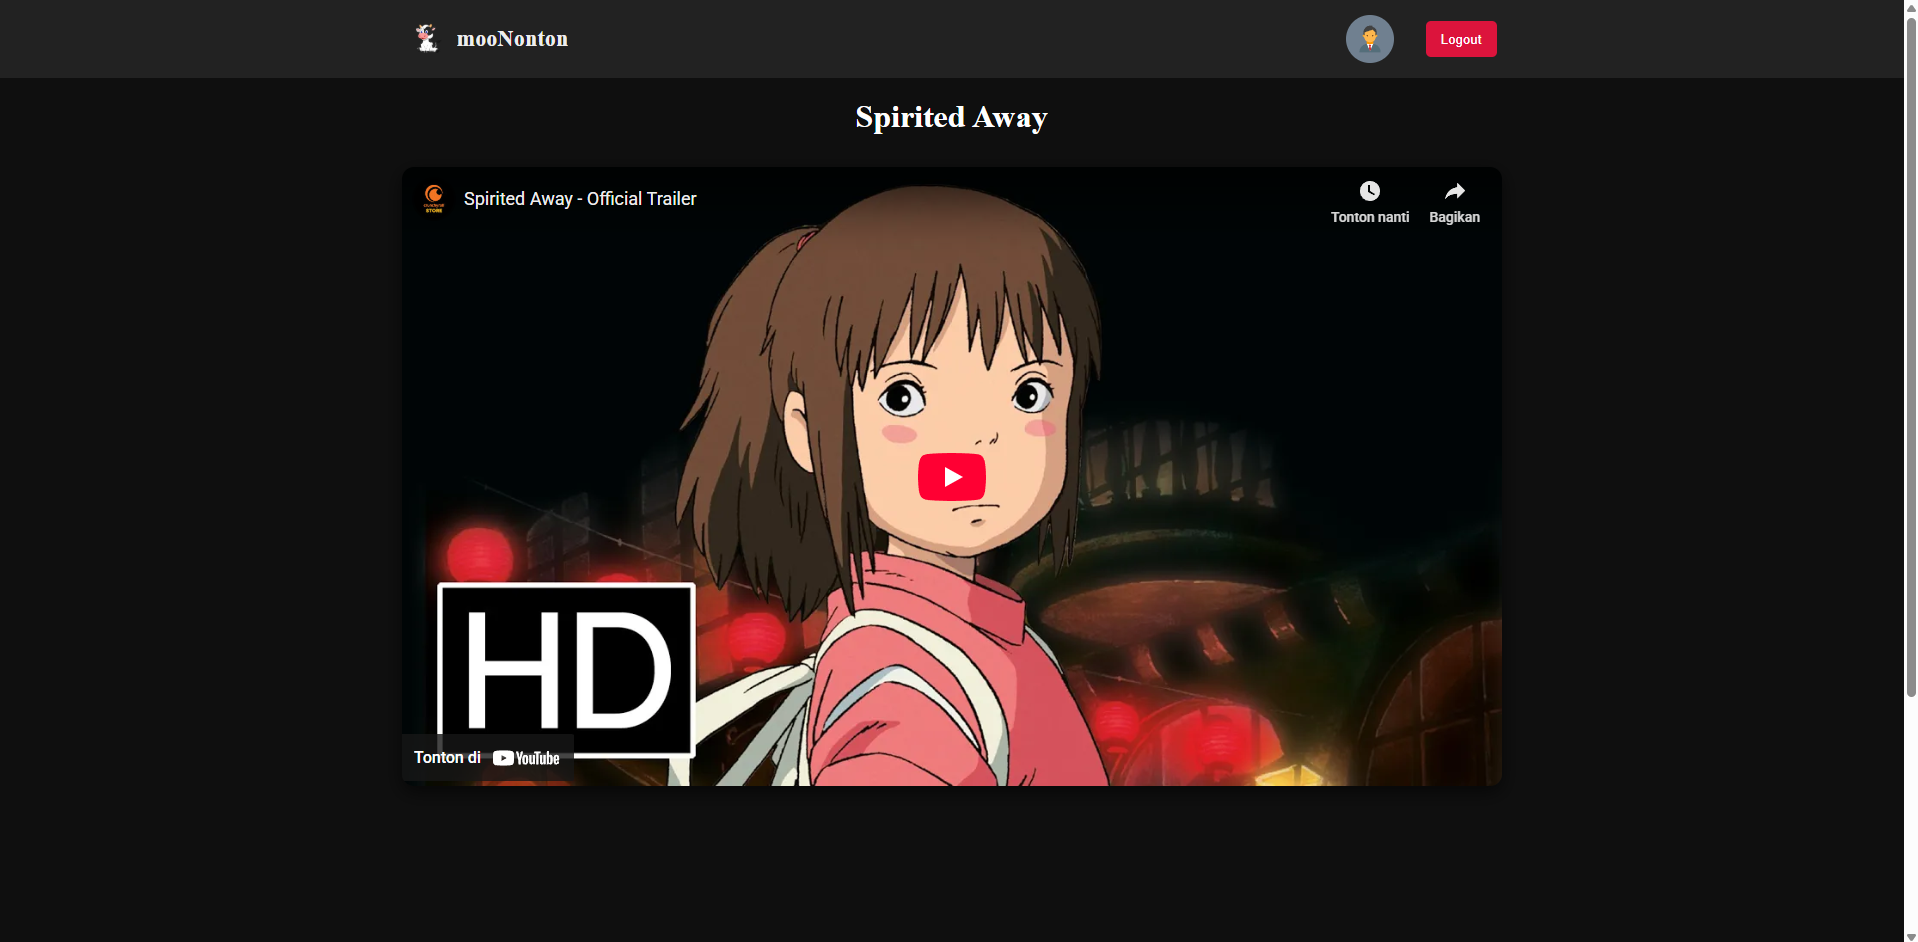 mooNonton
Logout
Spirited Away
Spirited Away - Official Trailer
Tonton nanti
Bagikan
HD
Tonton di YouTube